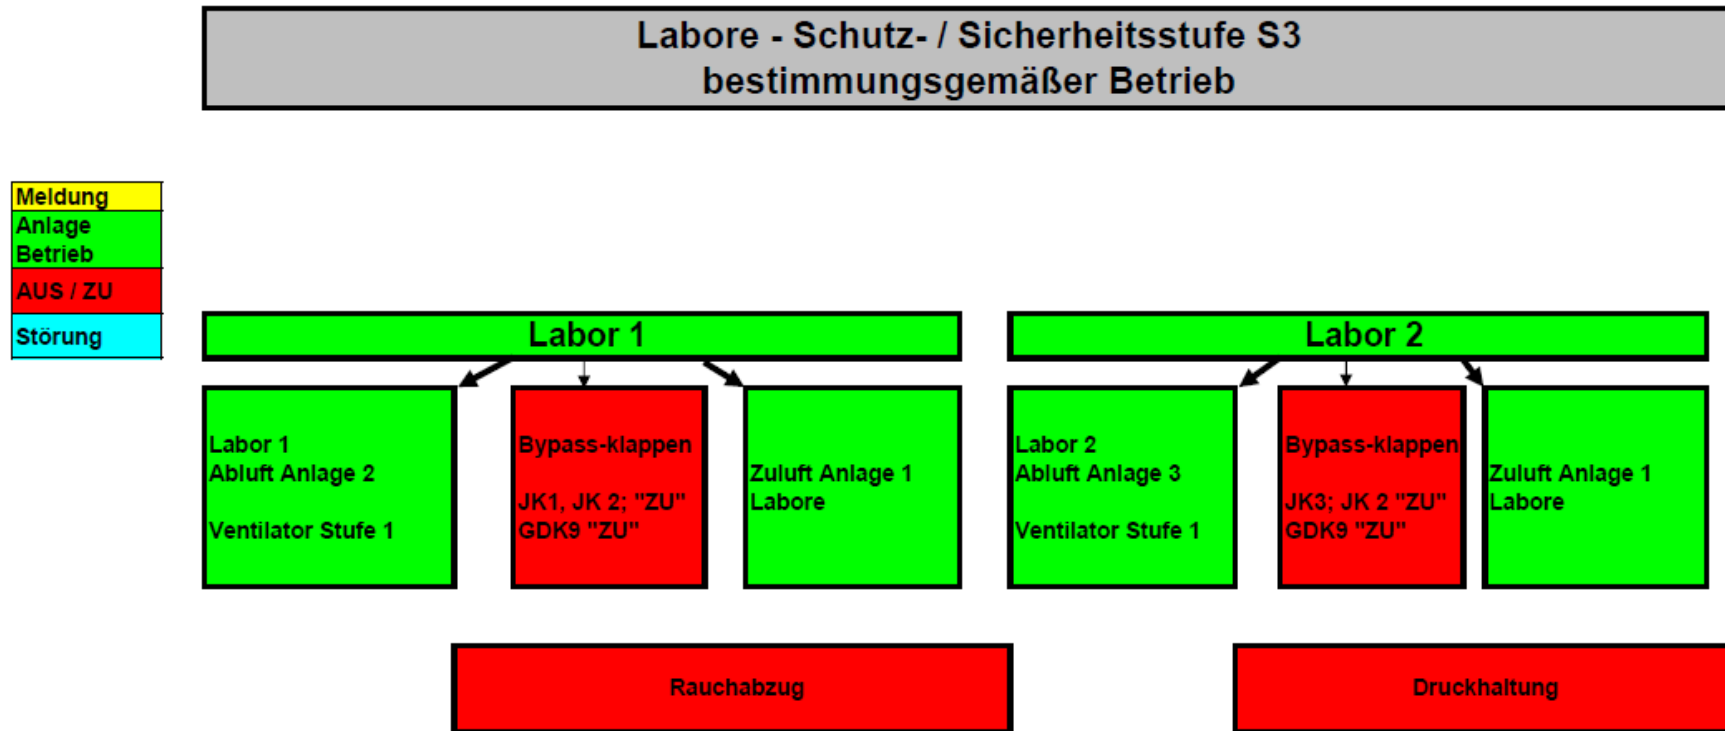 Labore - Schutz- / Sicherheitsstufe S3
bestimmungsgemäßer Betrieb
Meldung
Anlage
Betrieb
AUS / ZU
Störung
Labor 1
Labor 1
Abluft Anlage 2
Ventilator Stufe 1
Bypass-klappen
JK1, JK 2; "ZU"
GDK9 "ZU"
Zuluft Anlage 1
Labore
Labor 2
Labor 2
Abluft Anlage 3
Ventilator Stufe 1
Bypass-klappen
JK3; JK 2 "ZU"
GDK9 "ZU"
Zuluft Anlage 1
Labore
Rauchabzug
Druckhaltung